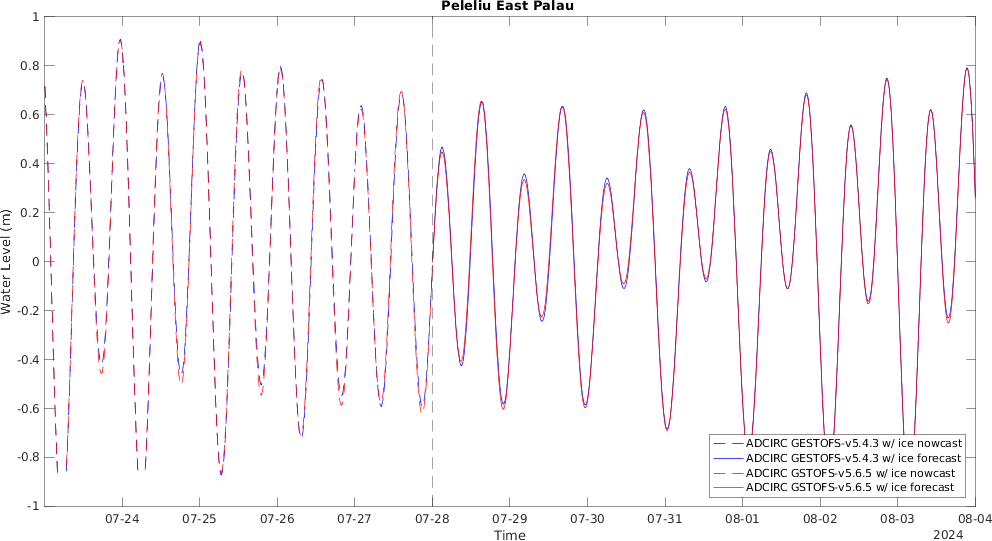 Peleliu East Palau
Water Level (m)
1
0.8
0.6
0.4
0.2
0
-0.2
-0.4
-0.6
-0.8
-1
ADCIRC GESTOFS-v5.4.3 w/ ice nowcast
ADCIRC GESTOFS-v5.4.3 w/ ice forecast
ADCIRC GSTOFS-v5.6.5 w/ ice nowcast
ADCIRC GSTOFS-v5.6.5 w/ ice forecast
07-24 07-25 07-26 07-27 07-28 07-29 07-30 07-31 08-01 08-02 08-03 08-04
Time
2024